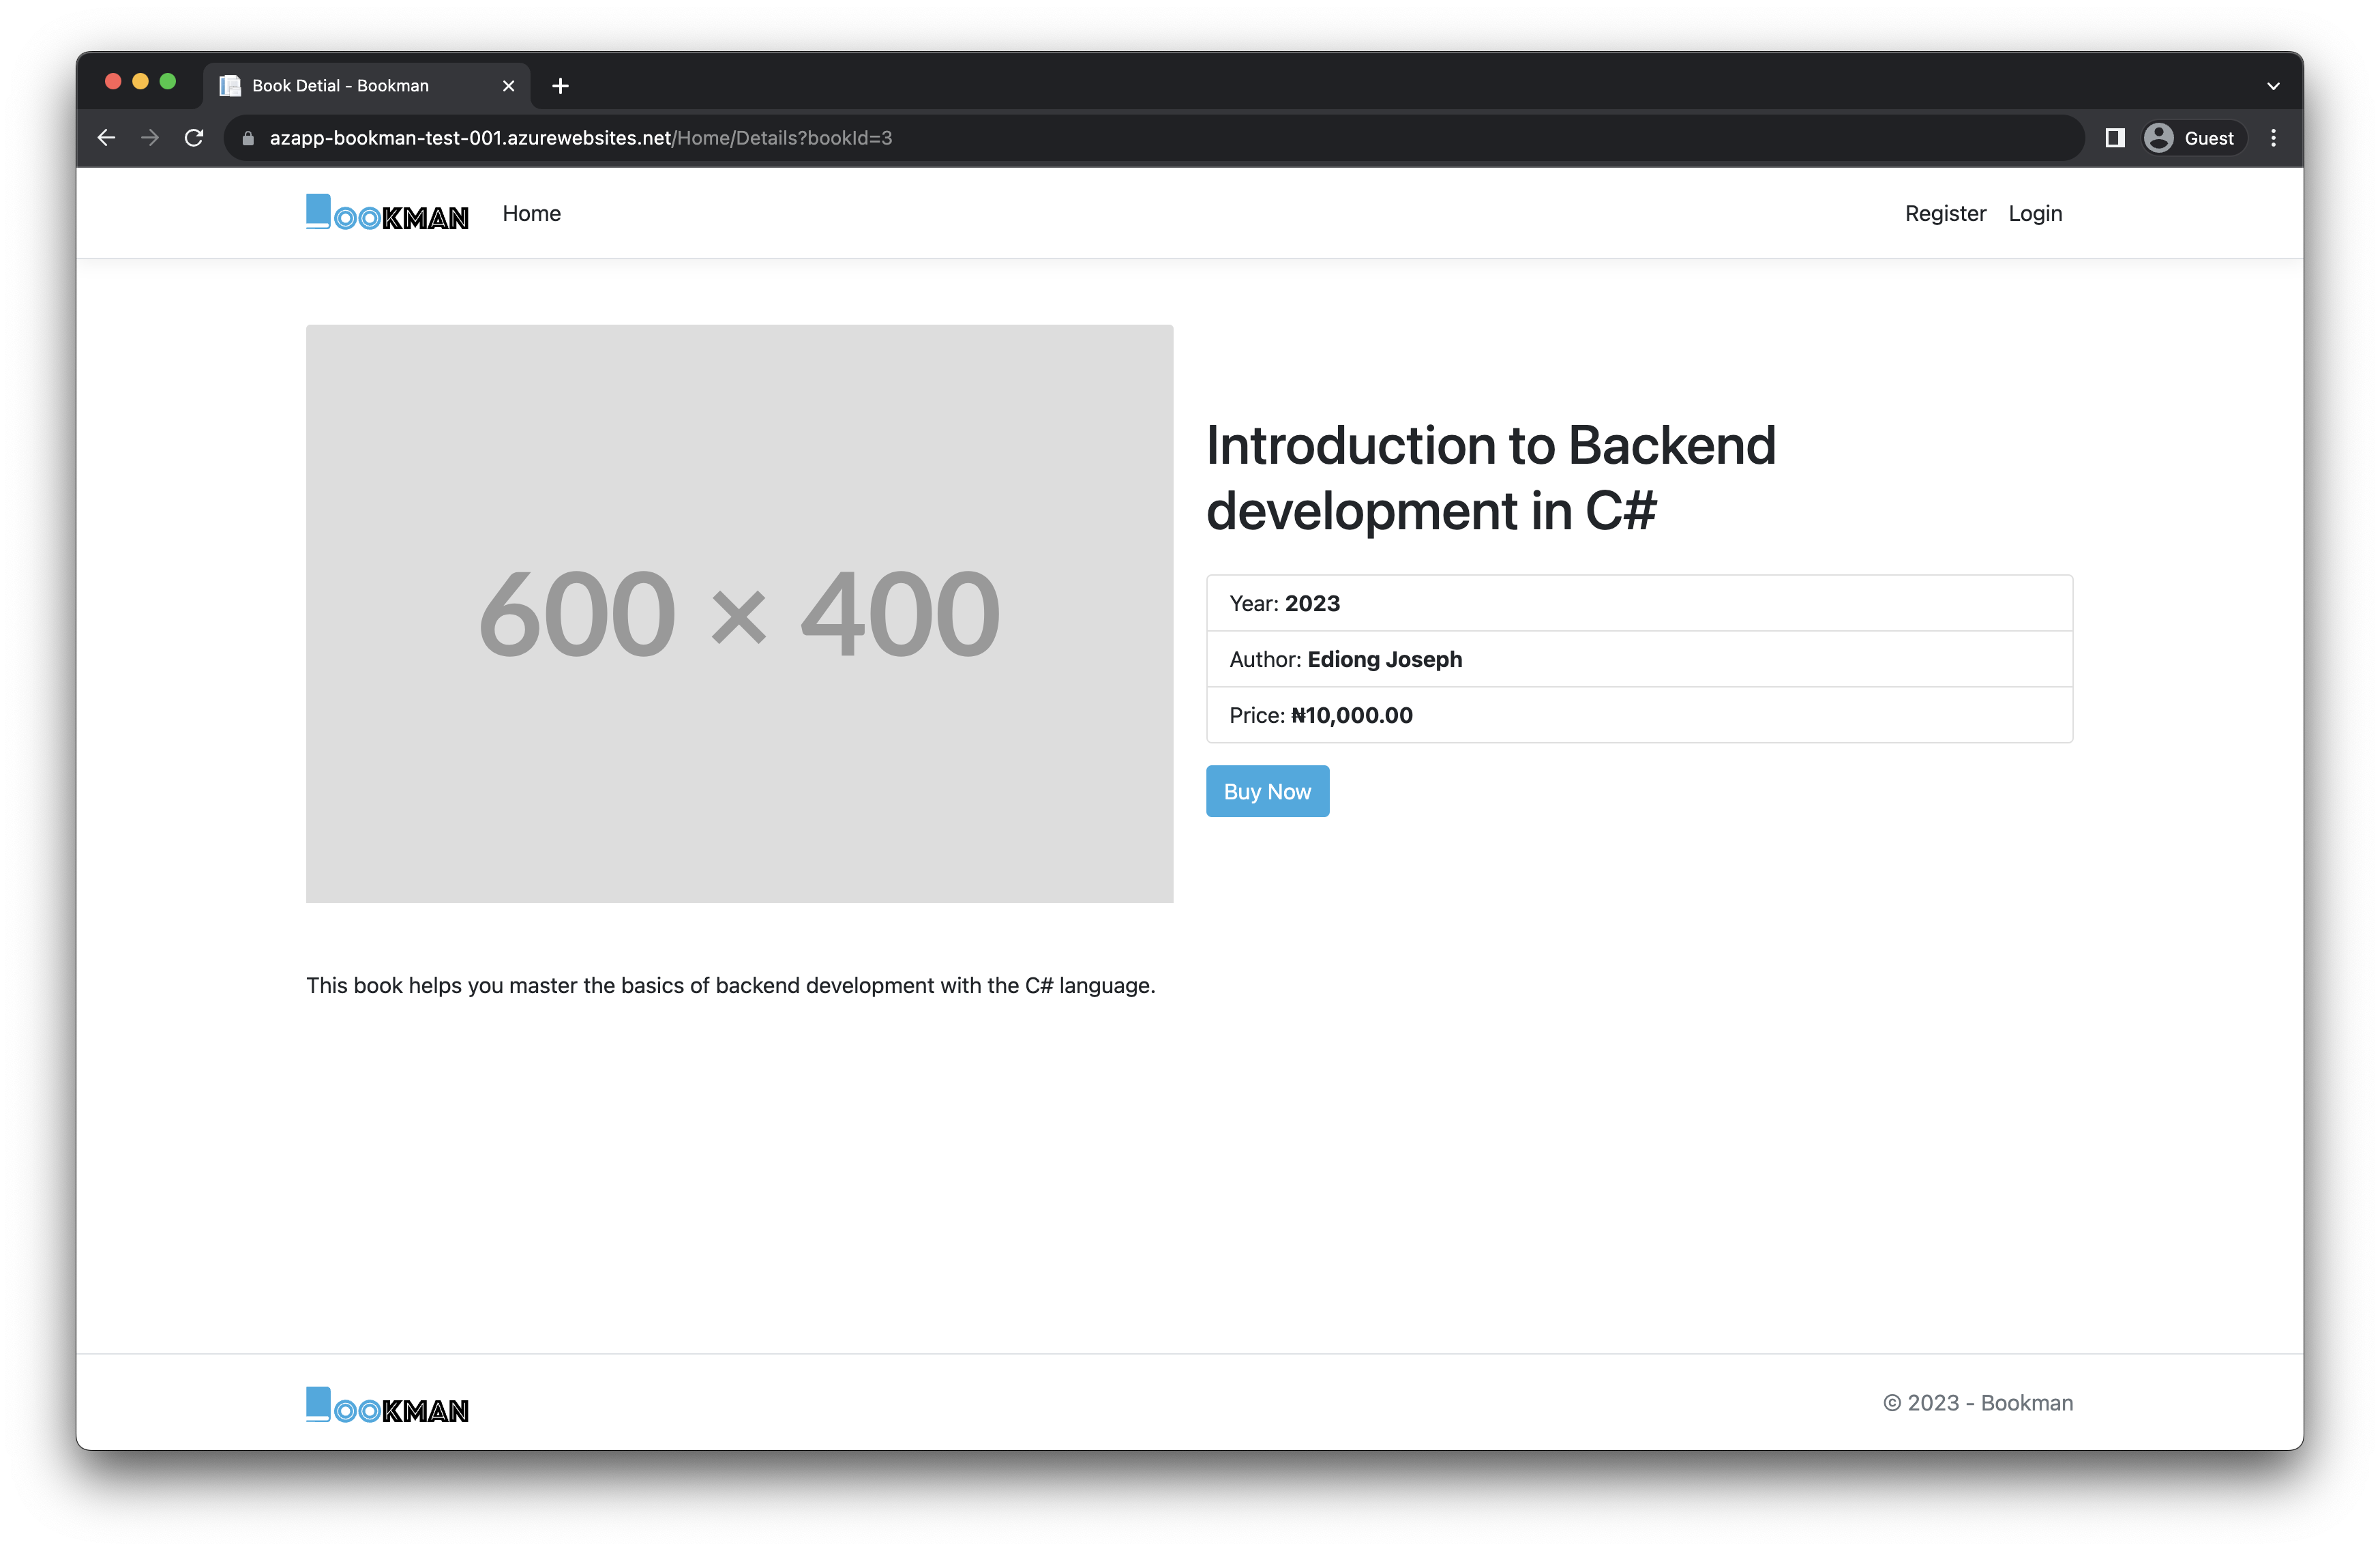 Book Detial - Bookman
azapp-bookman-test-001.azurewebsites.net/Home/Details?bookId=3
Guest
BOOKMAN
Home
Register
Login
600 × 400
Introduction to Backend
development in C#
Year: 2023
Author: Ediong Joseph
Price: ₦10,000.00
Buy Now
This book helps you master the basics of backend development with the C# language.
BOOKMAN
© 2023 - Bookman